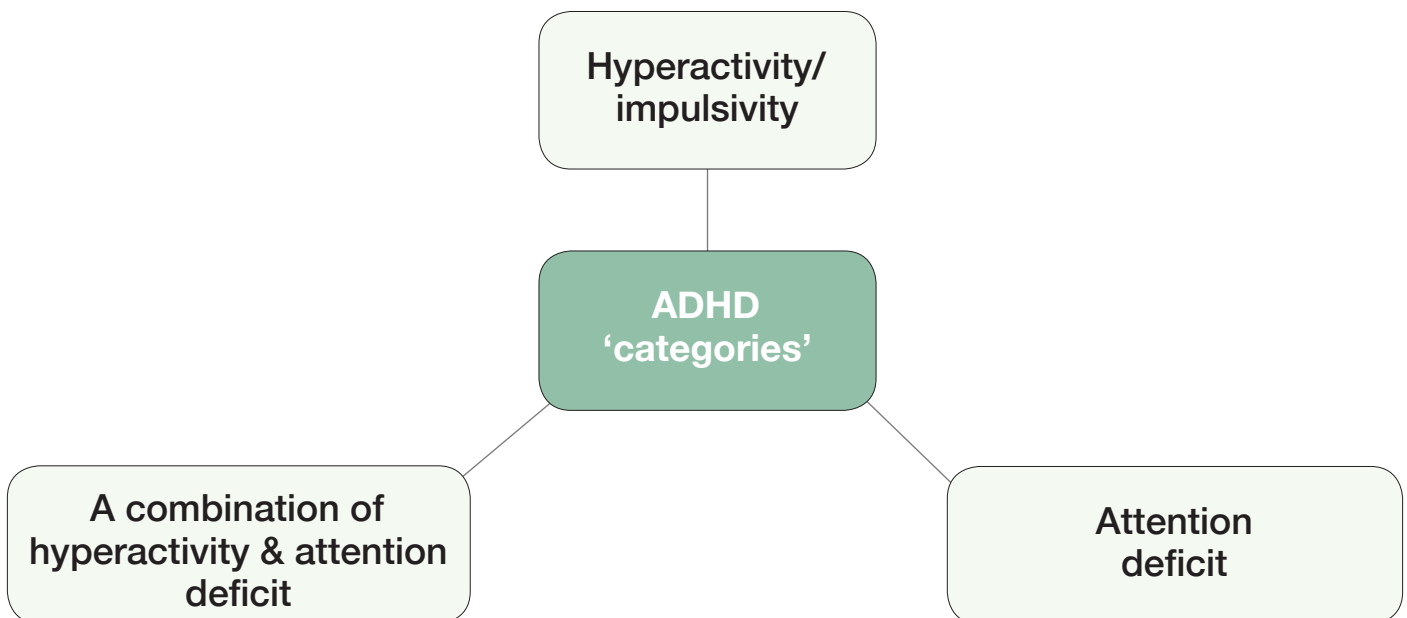 Hyperactivity/
impulsivity
ADHD
‘categories’
A combination of
hyperactivity & attention
deficit
Attention
deficit